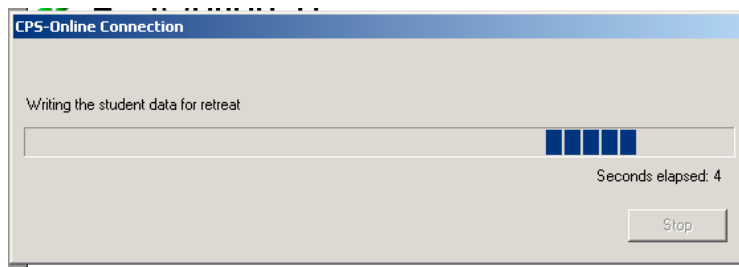 CPS-Online Connection
Writing the student data for retreat
Seconds elapsed: 4
Stop